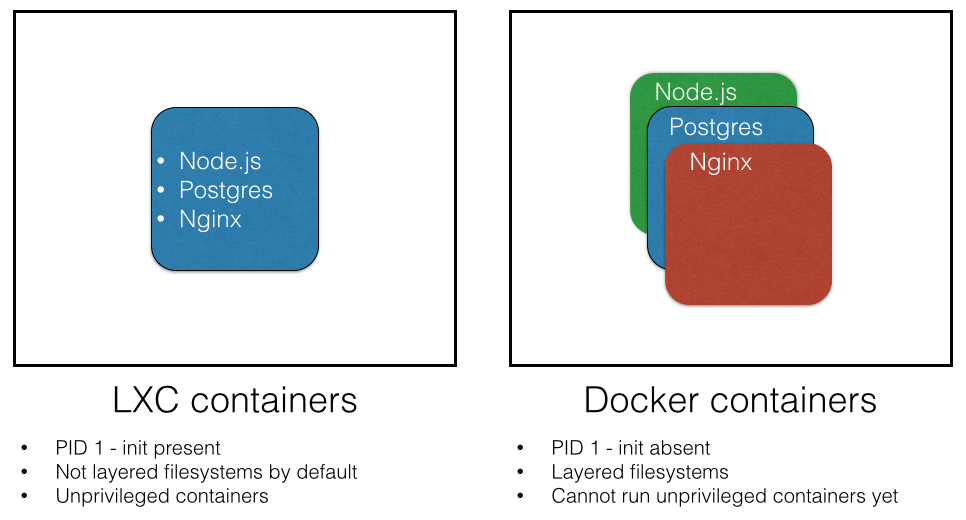 • Node.js
• Postgres
• Nginx
Node.js
Postgres
Nginx
LXC containers
• PID 1 - init present
• Not layered filesystems by default
• Unprivileged containers
Docker containers
• PID 1 - init absent
• Layered filesystems
• Cannot run unprivileged containers yet